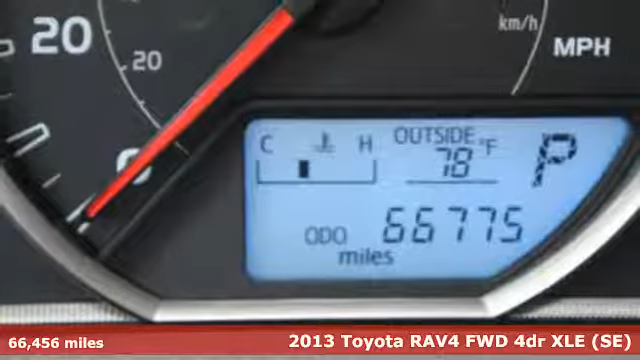 20
20
km/h
MPH
0
C H
OUTSIDE
78 °F
P
ODO 66775
miles
66,456 miles
2013 Toyota RAV4 FWD 4dr XLE (SE)